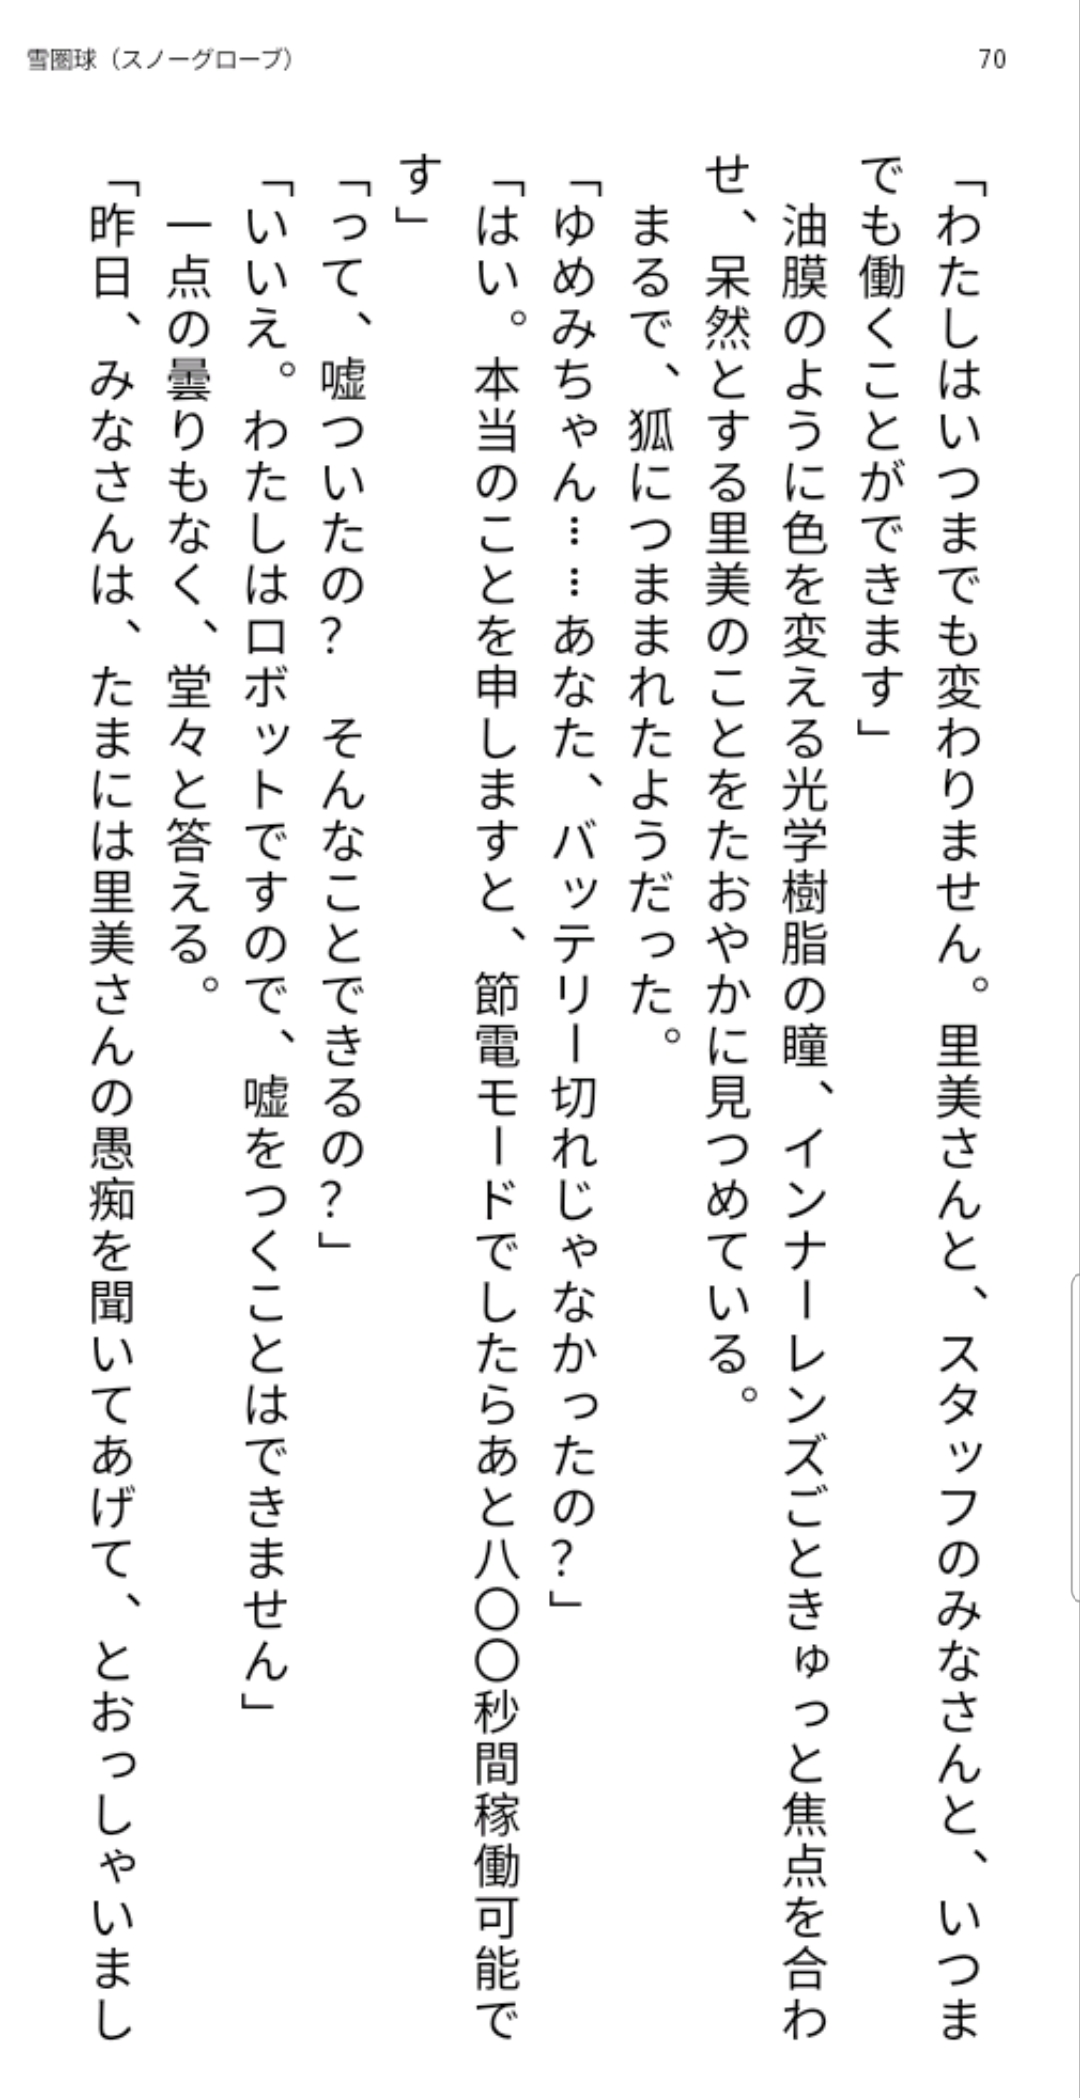 雪圏球（スノーグローブ）
70
「わたしはいつまでも変わりません。里美さんと、スタッフのみなさんと、いつま
でも働くことができます」
　油膜のように色を変える光学樹脂の瞳、インナーレンズごときゅっと焦点を合わ
せ、呆然とする里美のことをたおやかに見つめている。
　まるで、狐につままれたようだった。
「ゆめみちゃん……あなた、バッテリー切れじゃなかったの？」
「はい。本当のことを申しますと、節電モードでしたらあと八〇〇秒間稼働可能で
す」
「って、嘘ついたの？　そんなことできるの？」
「いいえ。わたしはロボットですので、嘘をつくことはできません」
　一点の曇りもなく、堂々と答える。
「昨日、みなさんは、たまには里美さんの愚痴を聞いてあげて、とおっしゃいまし